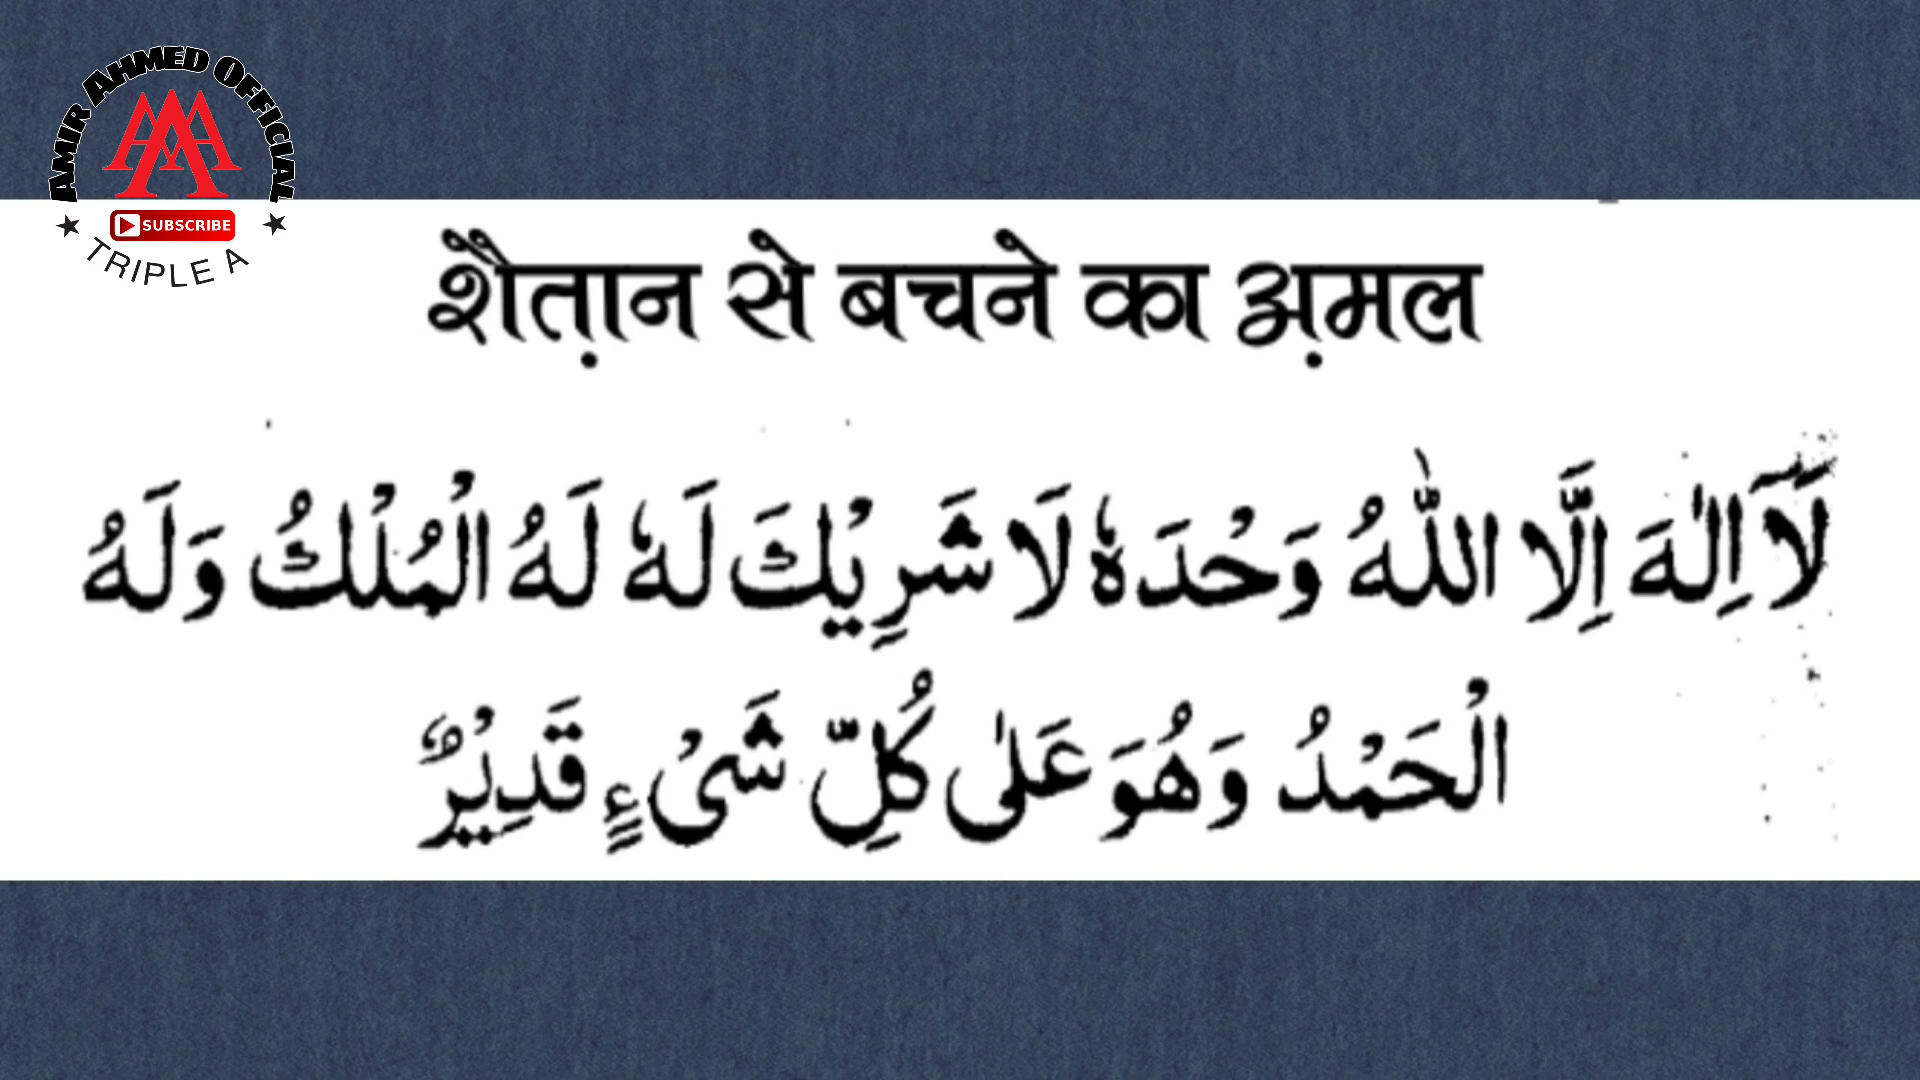 AMIR AHMED OFFICIAL
SUBSCRIBE
TRIPLE A
शैता़न से बचने का अ़मल
لَآ اِلٰهَ اِلَّا اللّٰهُ وَحْدَهٗ لَا شَرِيْكَ لَهٗ لَهُ الْمُلْكُ وَلَهُ
الْحَمْدُ وَهُوَ عَلٰى كُلِّ شَیْءٍ قَدِيْرٌ